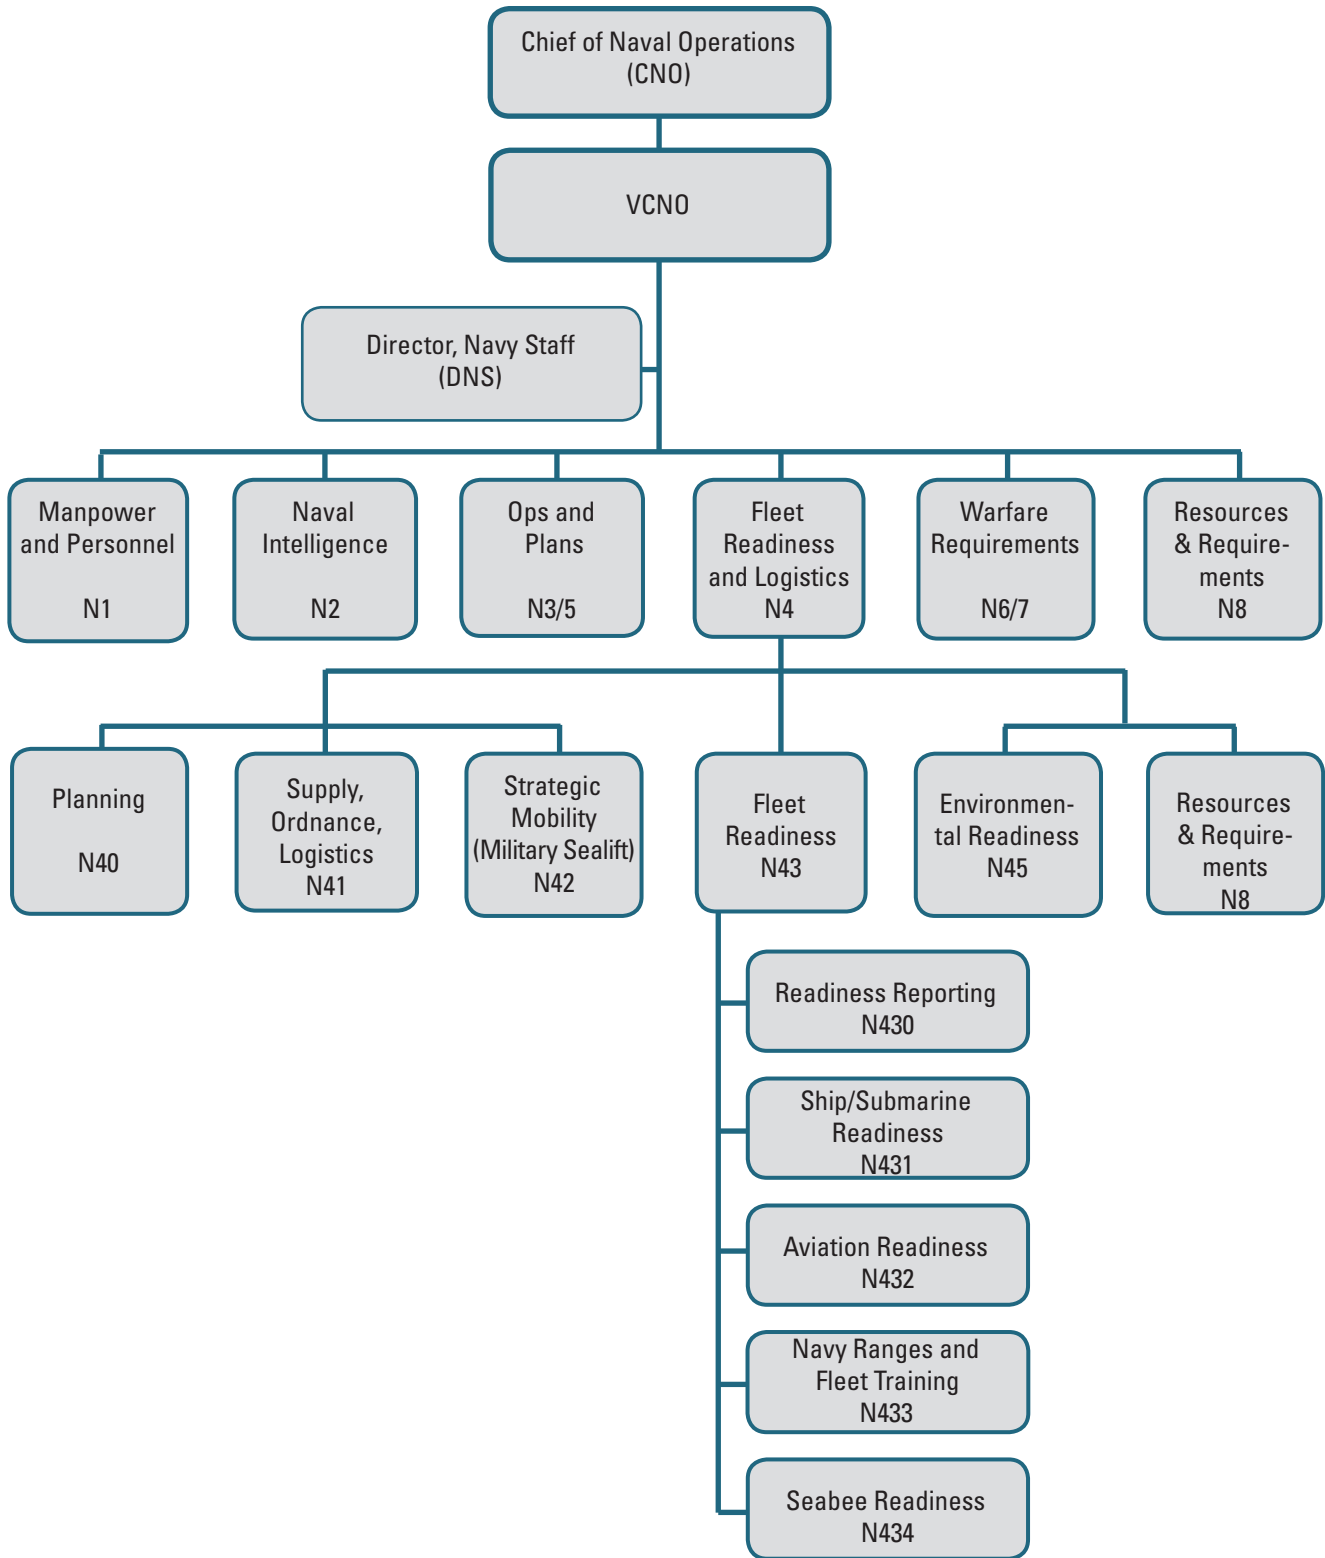 Chief of Naval Operations
(CNO)
VCNO
Director, Navy Staff
(DNS)
Manpower
and Personnel
N1
Naval
Intelligence
N2
Ops and
Plans
N3/5
Fleet
Readiness
and Logistics
N4
Warfare
Requirements
N6/7
Resources
& Require-
ments
N8
Planning
N40
Supply,
Ordnance,
Logistics
N41
Strategic
Mobility
(Military Sealift)
N42
Fleet
Readiness
N43
Environmen-
tal Readiness
N45
Resources
& Require-
ments
N8
Readiness Reporting
N430
Ship/Submarine
Readiness
N431
Aviation Readiness
N432
Navy Ranges and
Fleet Training
N433
Seabee Readiness
N434